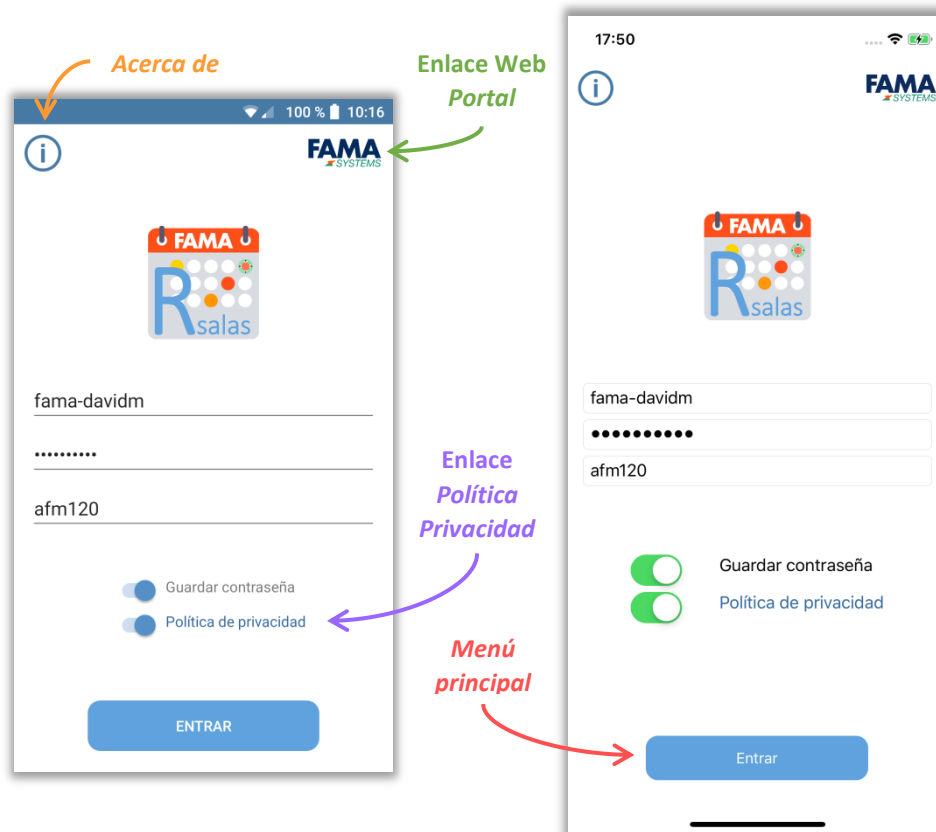 Acerca de
Enlace Web
Portal
100 % 10:16
i
FAMA
SYSTEMS
FAMA
R
salas
fama-davidm
••••••••••
afm120
Guardar contraseña
Política de privacidad
ENTRAR
Enlace
Política
Privacidad
Menú
principal
17:50
i
FAMA
SYSTEMS
FAMA
R
salas
fama-davidm
••••••••••
afm120
Guardar contraseña
Política de privacidad
Entrar